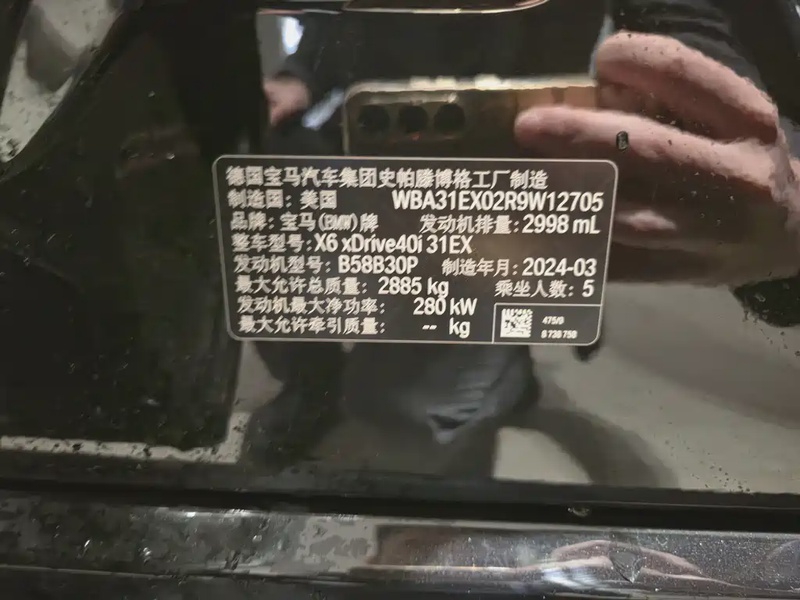 德国宝马汽车集团史帕滕博格工厂制造
制造国：美国 WBA31EX02R9W12705
品牌：宝马(BMW)牌 发动机排量：2998 mL
整车型号：X6 xDrive40i 31EX
发动机型号：B58B30P 制造年月：2024-03
最大允许总质量：2885 kg 乘坐人数：5
发动机最大净功率：280 kW
最大允许牵引质量：-- kg